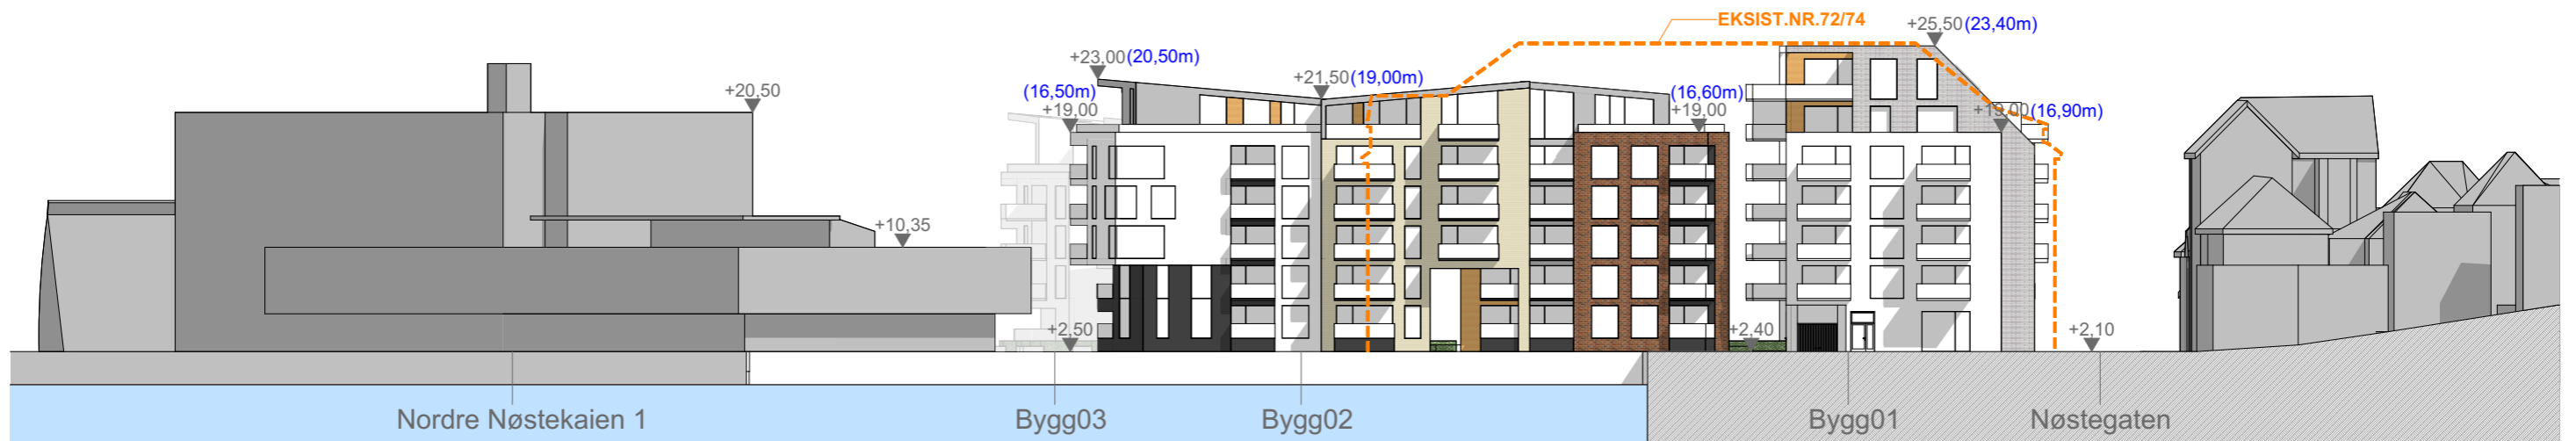 EKSIST.NR.72/74
+25,50 (23,40m)
+23,00 (20,50m)
+21,50 (19,00m)
(16,50m)
+19,00
(16,60m)
+19,00
+19,00 (16,90m)
+20,50
+10,35
+2,50
+2,40
+2,10
Nordre Nøstekaien 1
Bygg03
Bygg02
Bygg01
Nøstegaten